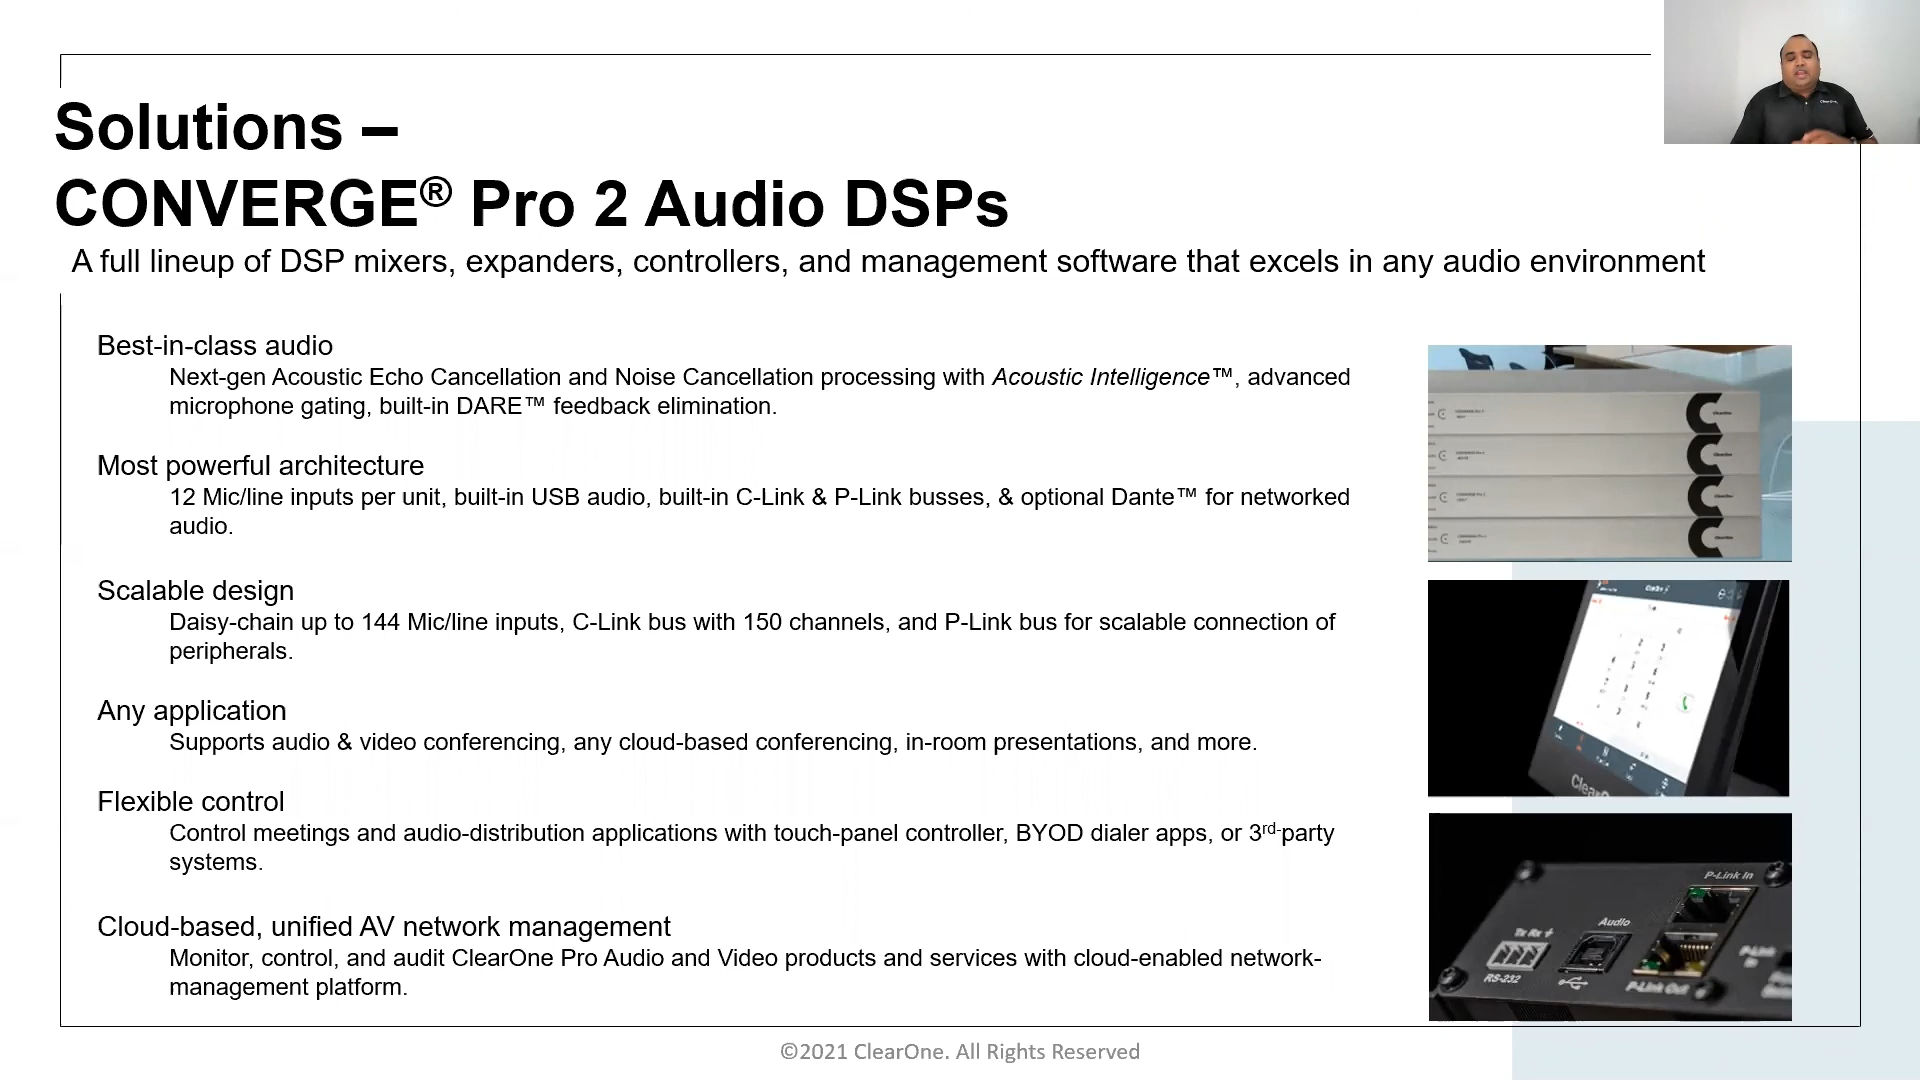 Solutions –
CONVERGE® Pro 2 Audio DSPs
A full lineup of DSP mixers, expanders, controllers, and management software that excels in any audio environment
Best-in-class audio
Next-gen Acoustic Echo Cancellation and Noise Cancellation processing with Acoustic Intelligence™, advanced
microphone gating, built-in DARE™ feedback elimination.
Most powerful architecture
12 Mic/line inputs per unit, built-in USB audio, built-in C-Link & P-Link busses, & optional Dante™ for networked
audio.
Scalable design
Daisy-chain up to 144 Mic/line inputs, C-Link bus with 150 channels, and P-Link bus for scalable connection of
peripherals.
Any application
Supports audio & video conferencing, any cloud-based conferencing, in-room presentations, and more.
Flexible control
Control meetings and audio-distribution applications with touch-panel controller, BYOD dialer apps, or 3rd-party
systems.
Cloud-based, unified AV network management
Monitor, control, and audit ClearOne Pro Audio and Video products and services with cloud-enabled network-
management platform.
P-Link In
Audio
Tx Rx
RS-232
P-Link Out
©2021 ClearOne. All Rights Reserved